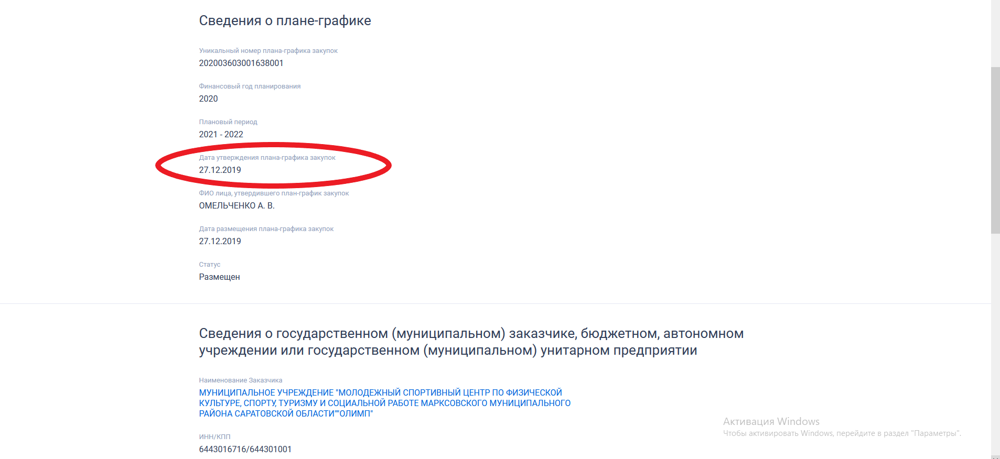 Сведения о плане-графике
Уникальный номер плана-графика закупок
202003603001638001
Финансовый год планирования
2020
Плановый период
2021 - 2022
Дата утверждения плана-графика закупок
27.12.2019
ФИО лица, утвердившего план-график закупок
ОМЕЛЬЧЕНКО А. В.
Дата размещения плана-графика закупок
27.12.2019
Статус
Размещен
Сведения о государственном (муниципальном) заказчике, бюджетном, автономном
учреждении или государственном (муниципальном) унитарном предприятии
Наименование Заказчика
МУНИЦИПАЛЬНОЕ УЧРЕЖДЕНИЕ "МОЛОДЕЖНЫЙ СПОРТИВНЫЙ ЦЕНТР ПО ФИЗИЧЕСКОЙ
КУЛЬТУРЕ, СПОРТУ, ТУРИЗМУ И СОЦИАЛЬНОЙ РАБОТЕ МАРКСОВСКОГО МУНИЦИПАЛЬНОГО
РАЙОНА САРАТОВСКОЙ ОБЛАСТИ""ОЛИМП"
ИНН/КПП
6443016716/644301001
Активация Windows
Чтобы активировать Windows, перейдите в раздел "Параметры".